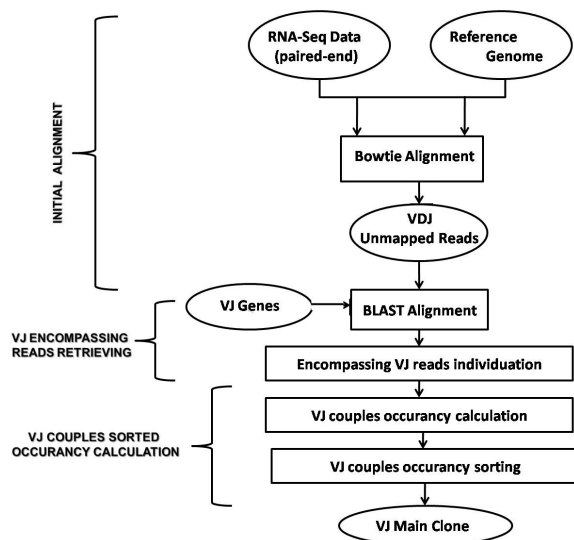 RNA-Seq Data
(paired-end)
Reference
Genome
INITIAL ALIGNMENT
Bowtie Alignment
VDJ
Unmapped Reads
VJ Genes
BLAST Alignment
VJ ENCOMPASSING
READS RETRIEVING
Encompassing VJ reads individuation
VJ COUPLES SORTED
OCCURANCY CALCULATION
VJ couples occurancy calculation
VJ couples occurancy sorting
VJ Main Clone